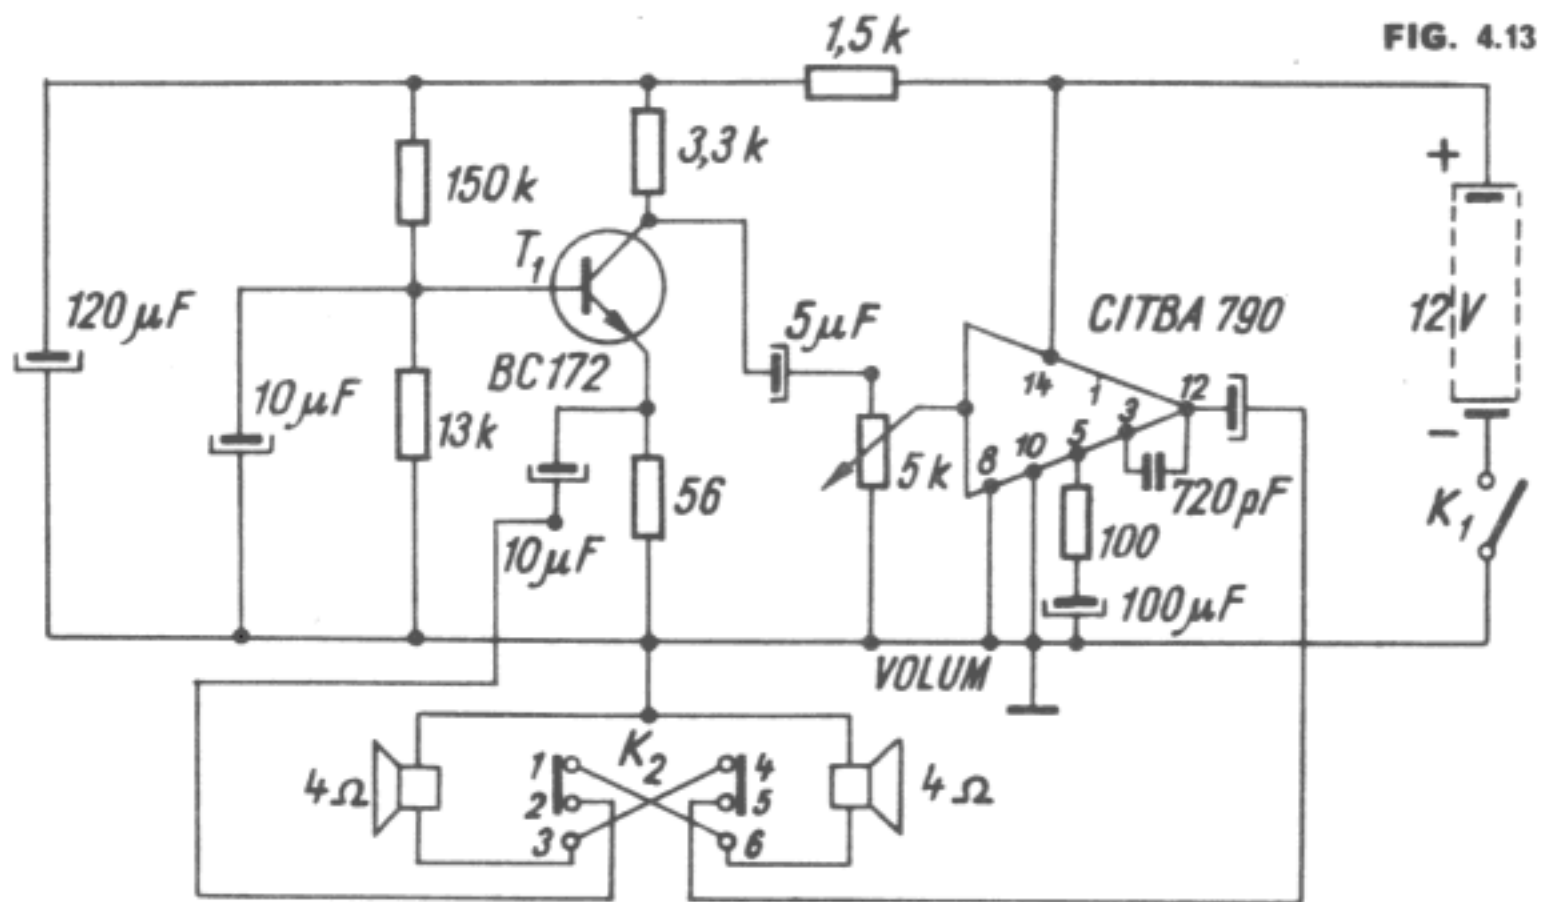 FIG. 4.13
1,5 k
3,3 k
150 k
T1
+
120 µF
CITBA 790
12 V
5 µF
BC 172
10 µF
14
1
12
3
13 k
5
10
8
−
56
5 k
720 pF
K1
10 µF
100
100 µF
VOLUM
K2
1
4
4 Ω
2
5
4 Ω
3
6